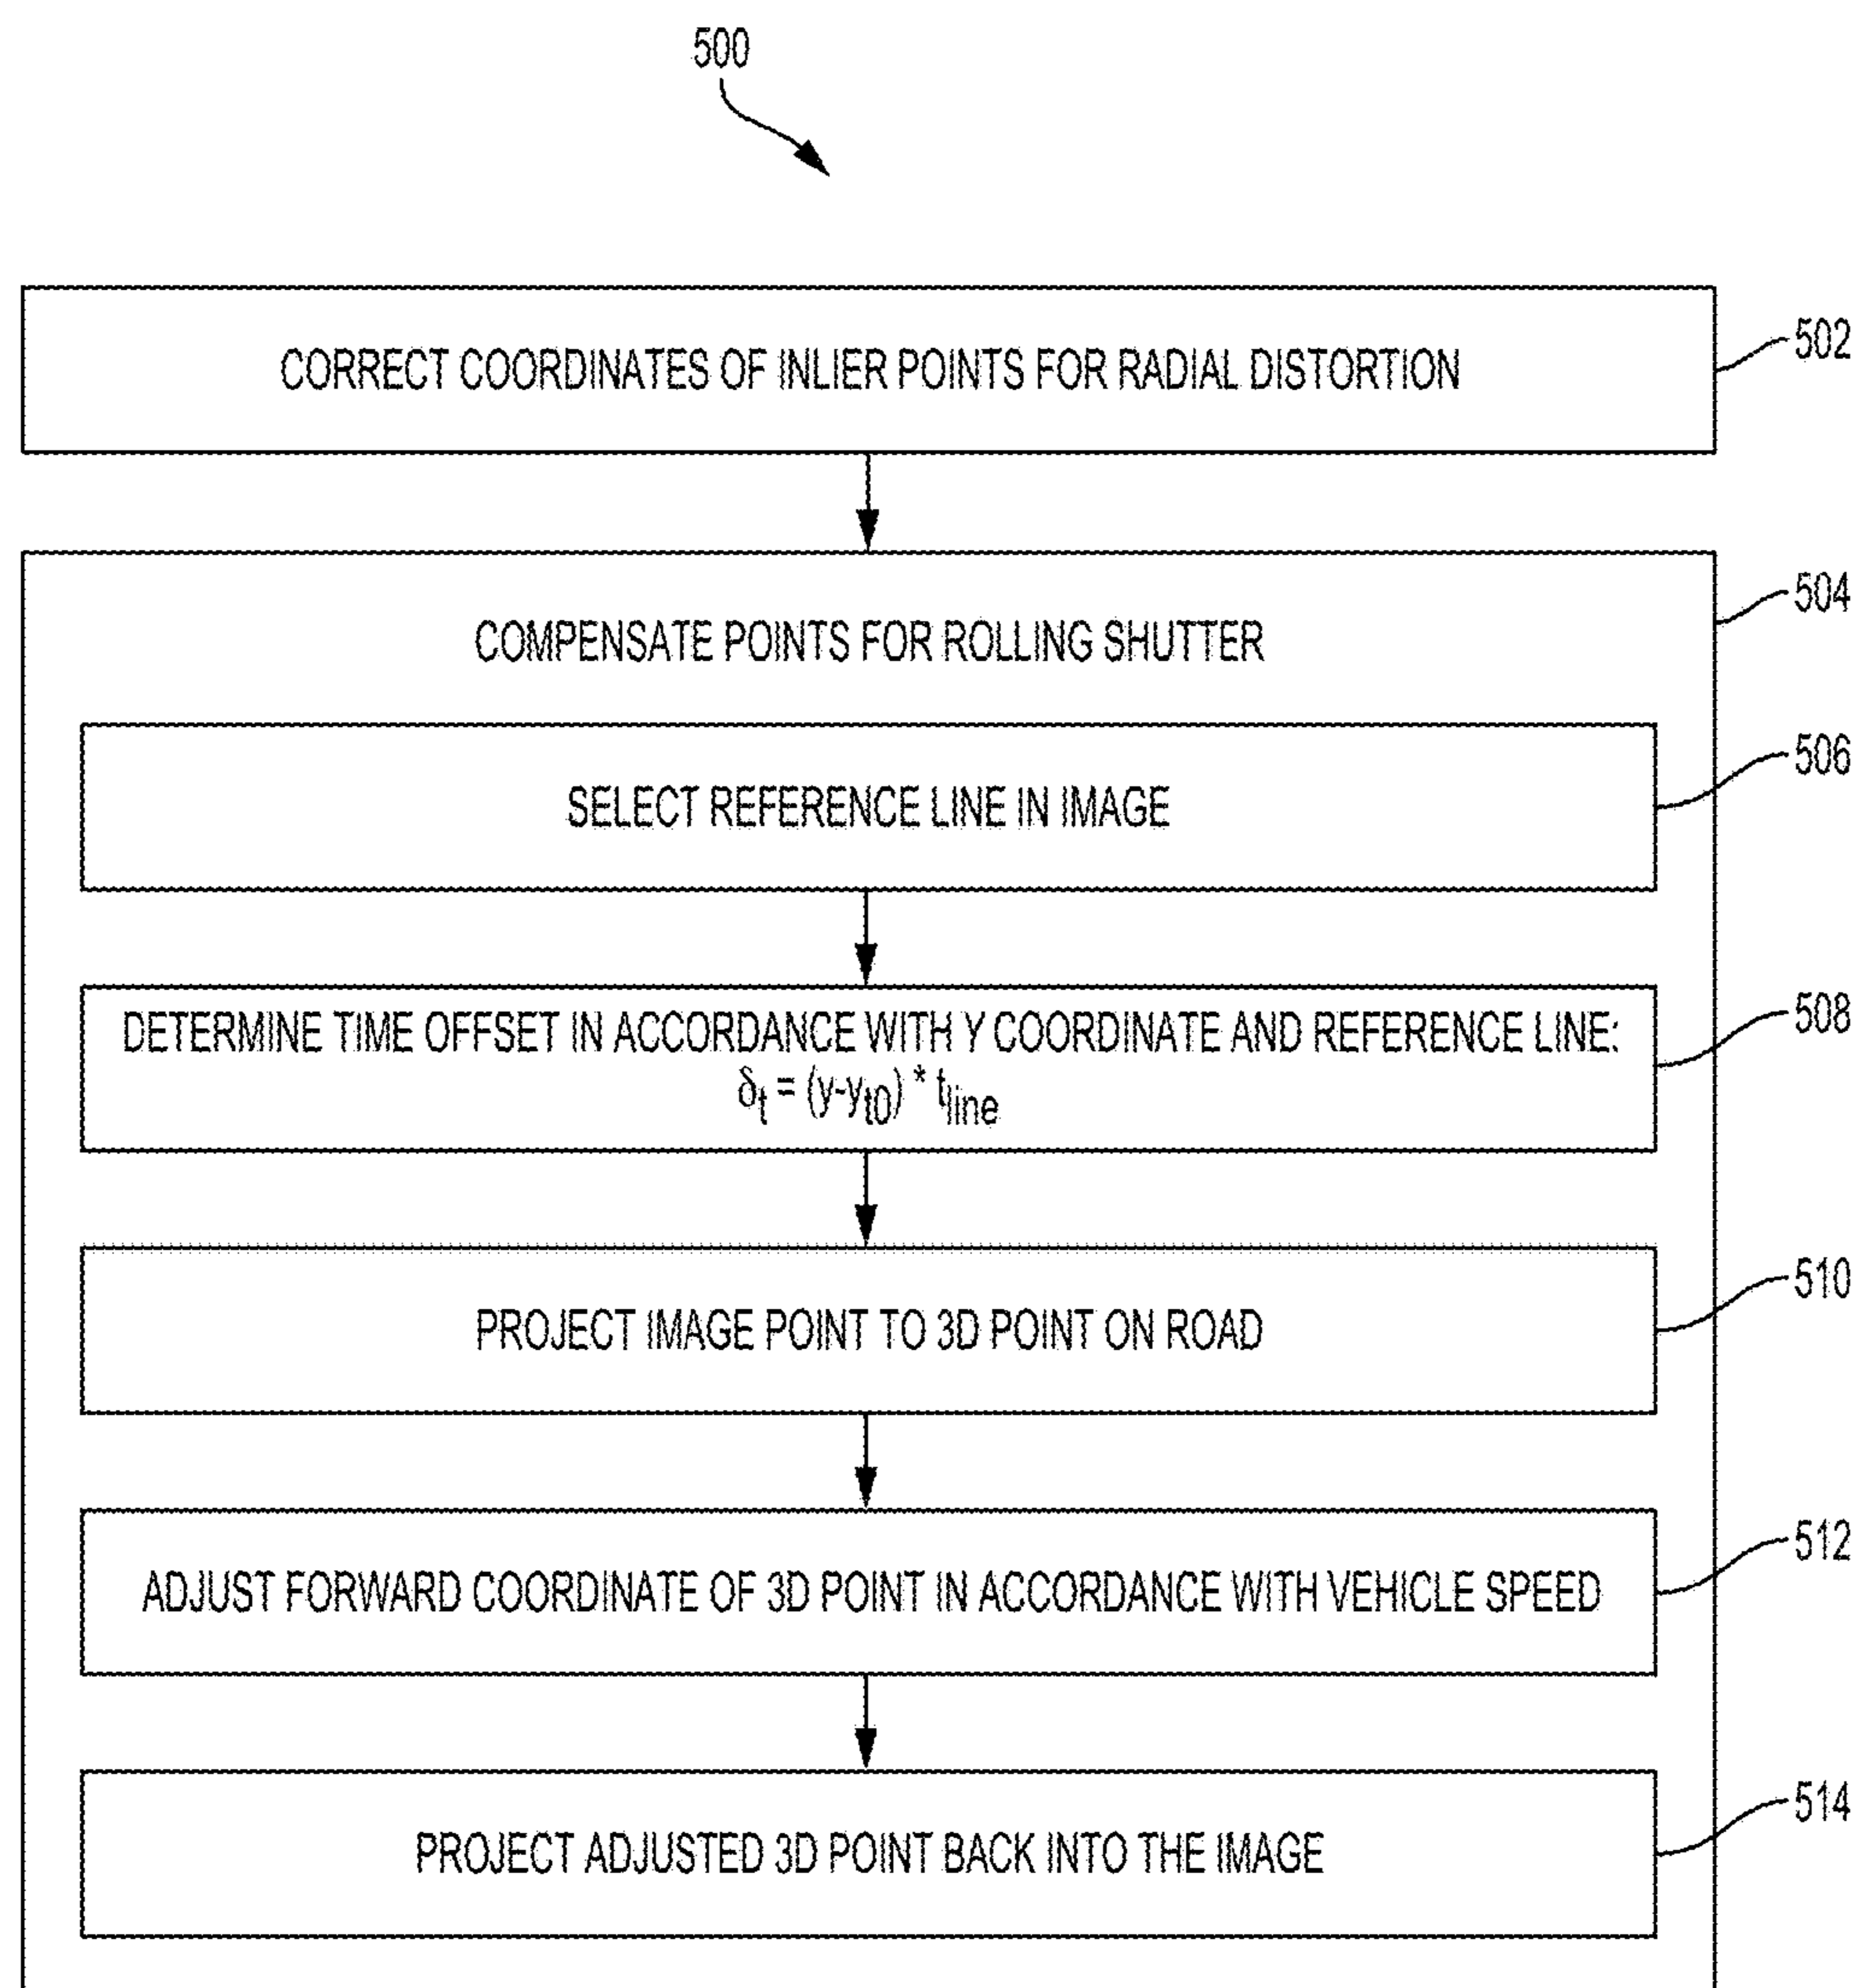 500
CORRECT COORDINATES OF INLIER POINTS FOR RADIAL DISTORTION
502
COMPENSATE POINTS FOR ROLLING SHUTTER
504
SELECT REFERENCE LINE IN IMAGE
506
DETERMINE TIME OFFSET IN ACCORDANCE WITH Y COORDINATE AND REFERENCE LINE:
δt = (y-yt0) * tline
508
PROJECT IMAGE POINT TO 3D POINT ON ROAD
510
ADJUST FORWARD COORDINATE OF 3D POINT IN ACCORDANCE WITH VEHICLE SPEED
512
PROJECT ADJUSTED 3D POINT BACK INTO THE IMAGE
514